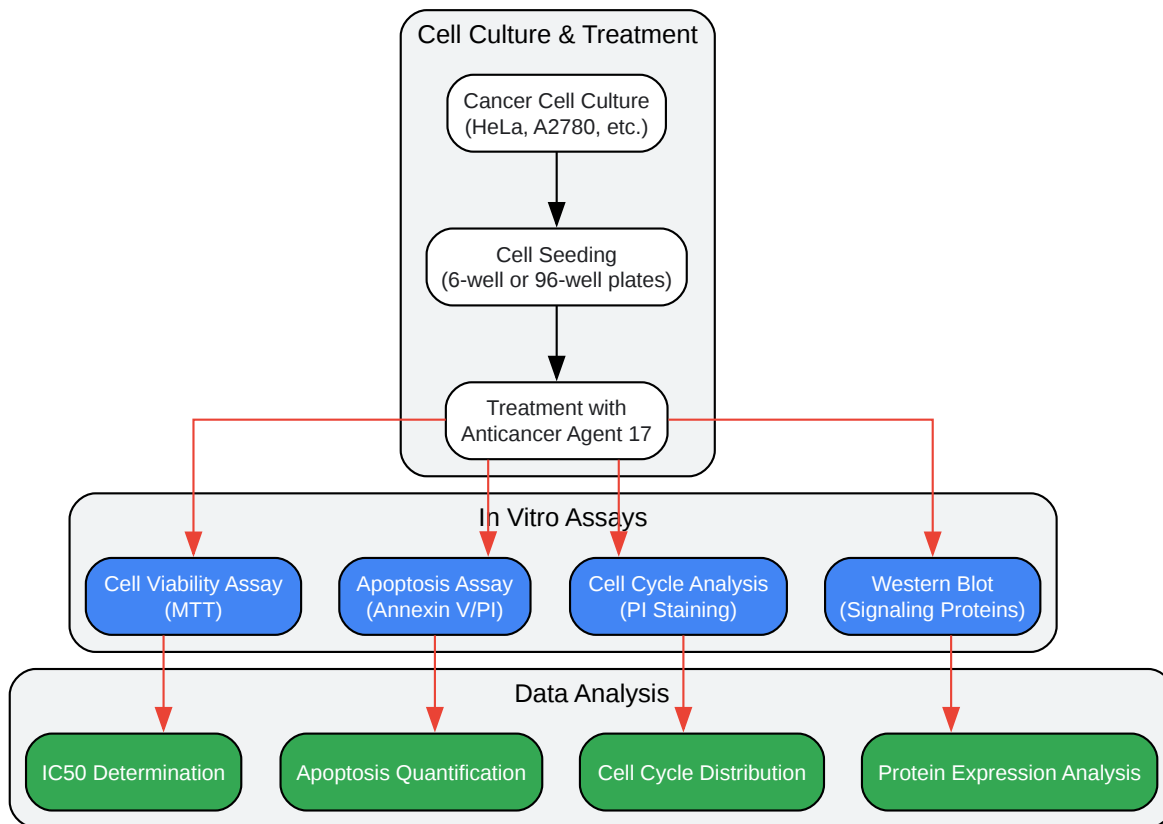 Cell Culture & Treatment
Cancer Cell Culture
(HeLa, A2780, etc.)
Cell Seeding
(6-well or 96-well plates)
Treatment with
Anticancer Agent 17
In Vitro Assays
Cell Viability Assay
(MTT)
Apoptosis Assay
(Annexin V/PI)
Cell Cycle Analysis
(PI Staining)
Western Blot
(Signaling Proteins)
Data Analysis
IC50 Determination
Apoptosis Quantification
Cell Cycle Distribution
Protein Expression Analysis